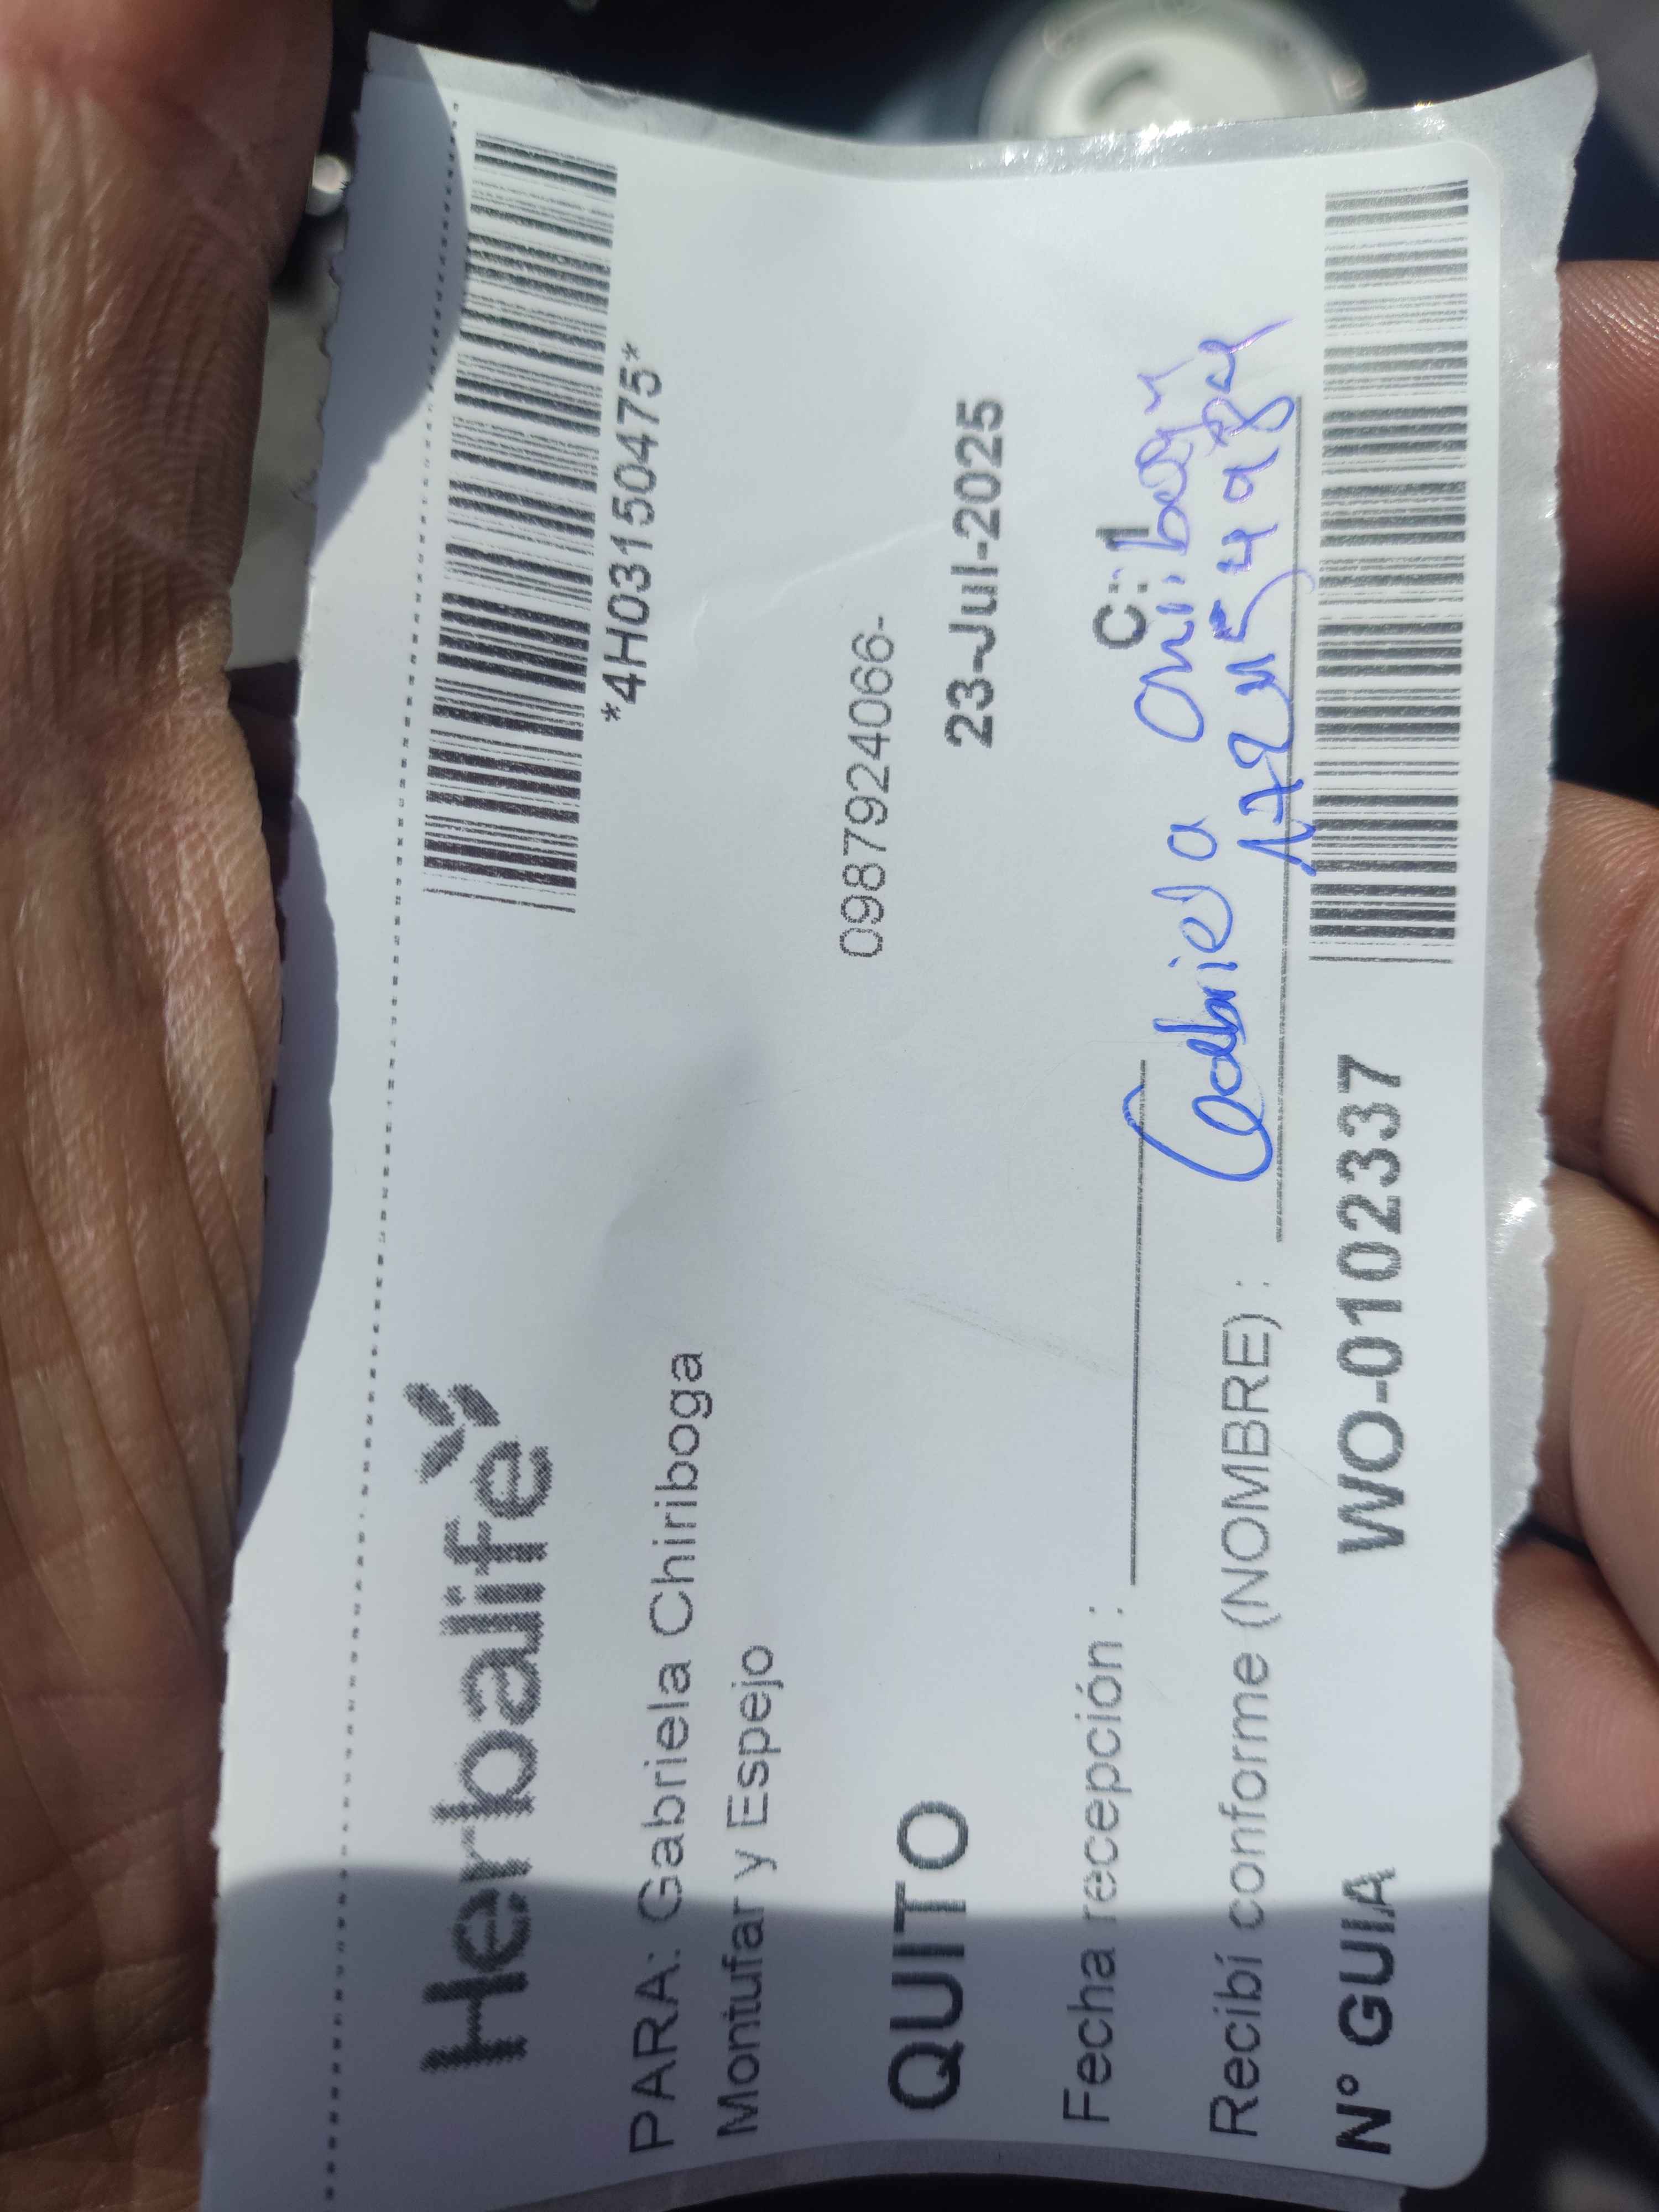 Herbalife
*4H03150475*
PARA: Gabriela Chiriboga
Montufar y Espejo
0987924066-
QUITO
23-Jul-2025
Fecha recepción :
C: 1
Recibí conforme (NOMBRE) : Gabriela Chiriboga
N° GUIA WO-0102337